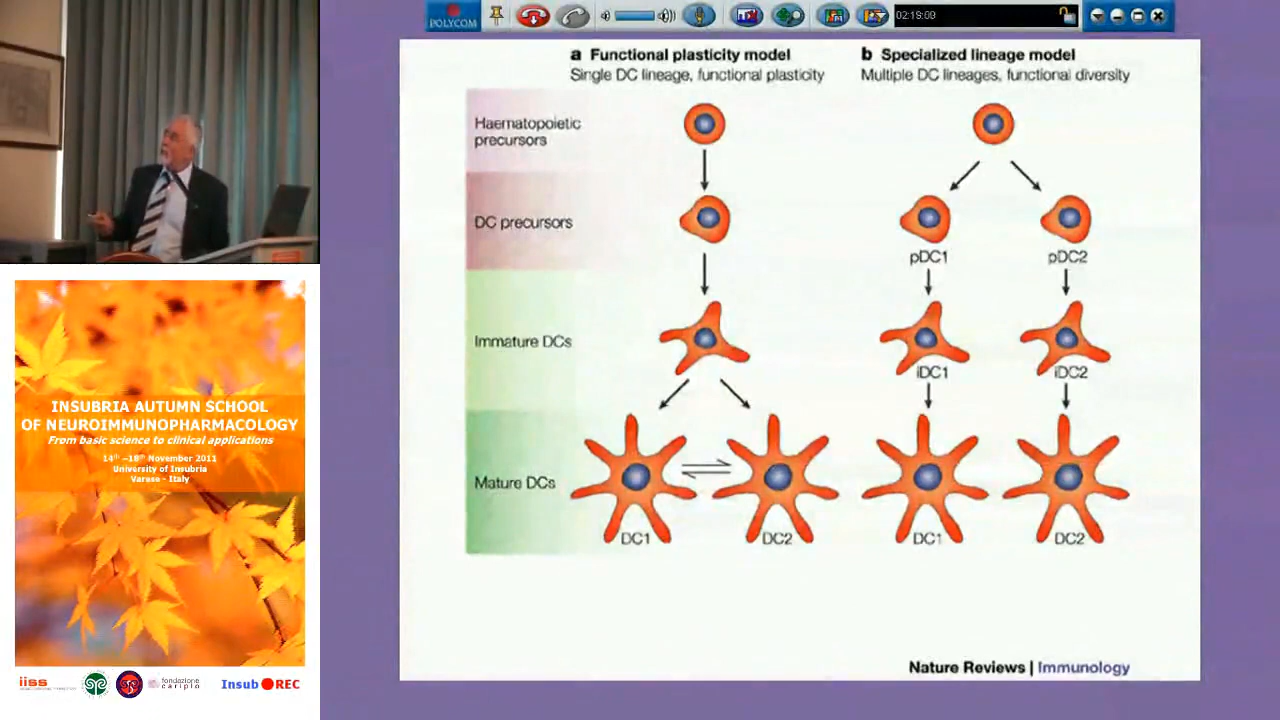 POLYCOM
02:19:09
a Functional plasticity model
Single DC lineage, functional plasticity
b Specialized lineage model
Multiple DC lineages, functional diversity
Haematopoietic
precursors
DC precursors
pDC1
pDC2
Immature DCs
iDC1
iDC2
Mature DCs
DC1
DC2
DC1
DC2
Nature Reviews | Immunology
INSUBRIA AUTUMN SCHOOL
OF NEUROIMMUNOPHARMACOLOGY
From basic science to clinical applications
14th –18th November 2011
University of Insubria
Varese - Italy
iiss
fondazione
cariplo
Insub REC